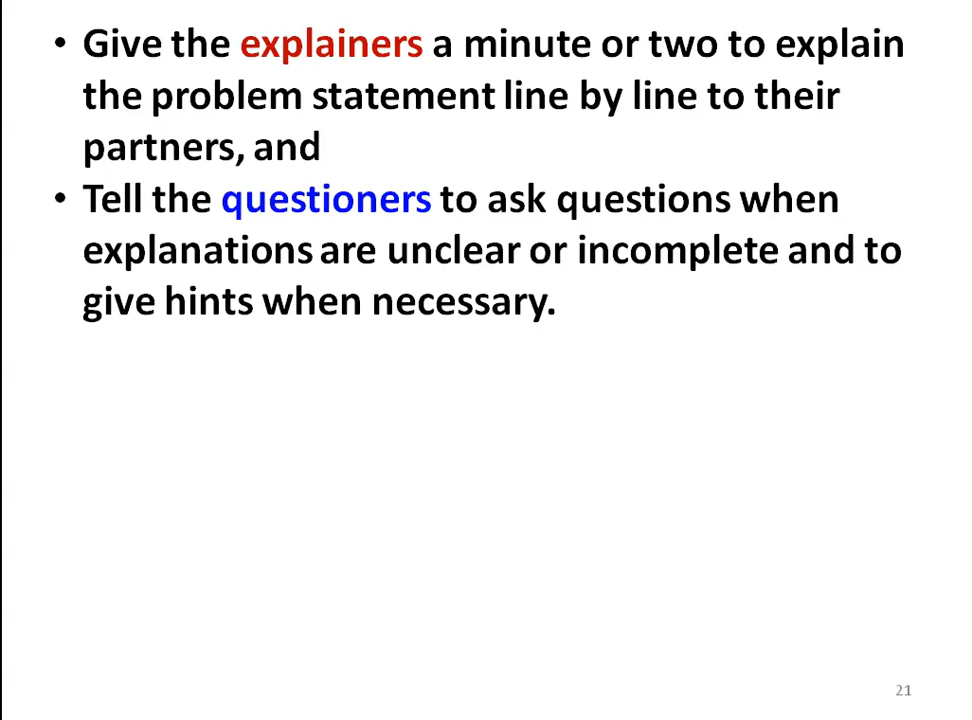 • Give the explainers a minute or two to explain
the problem statement line by line to their
partners, and
• Tell the questioners to ask questions when
explanations are unclear or incomplete and to
give hints when necessary.
21